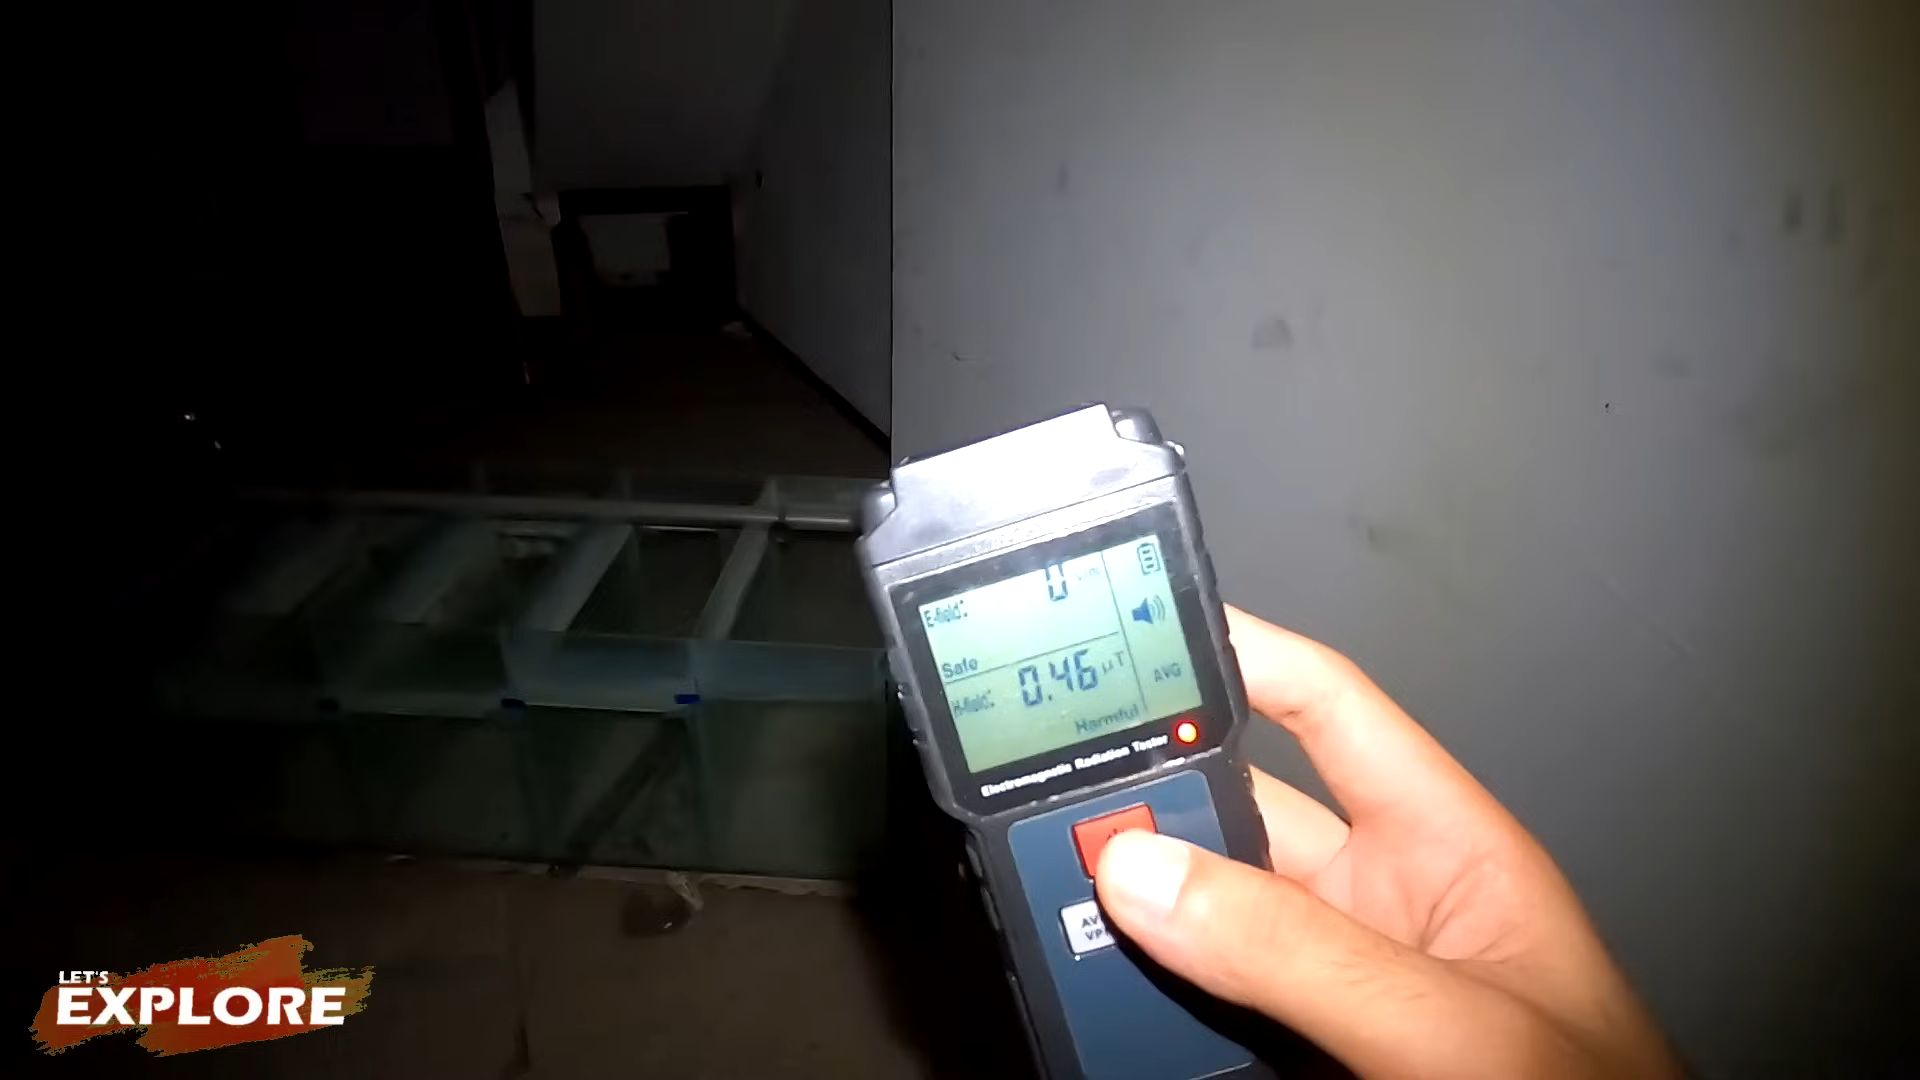 E-field: 0 V/m
Safe
H-field: 0.46 μT
AVG
Harmful
Electromagnetic Radiation Tester
LET'S
EXPLORE